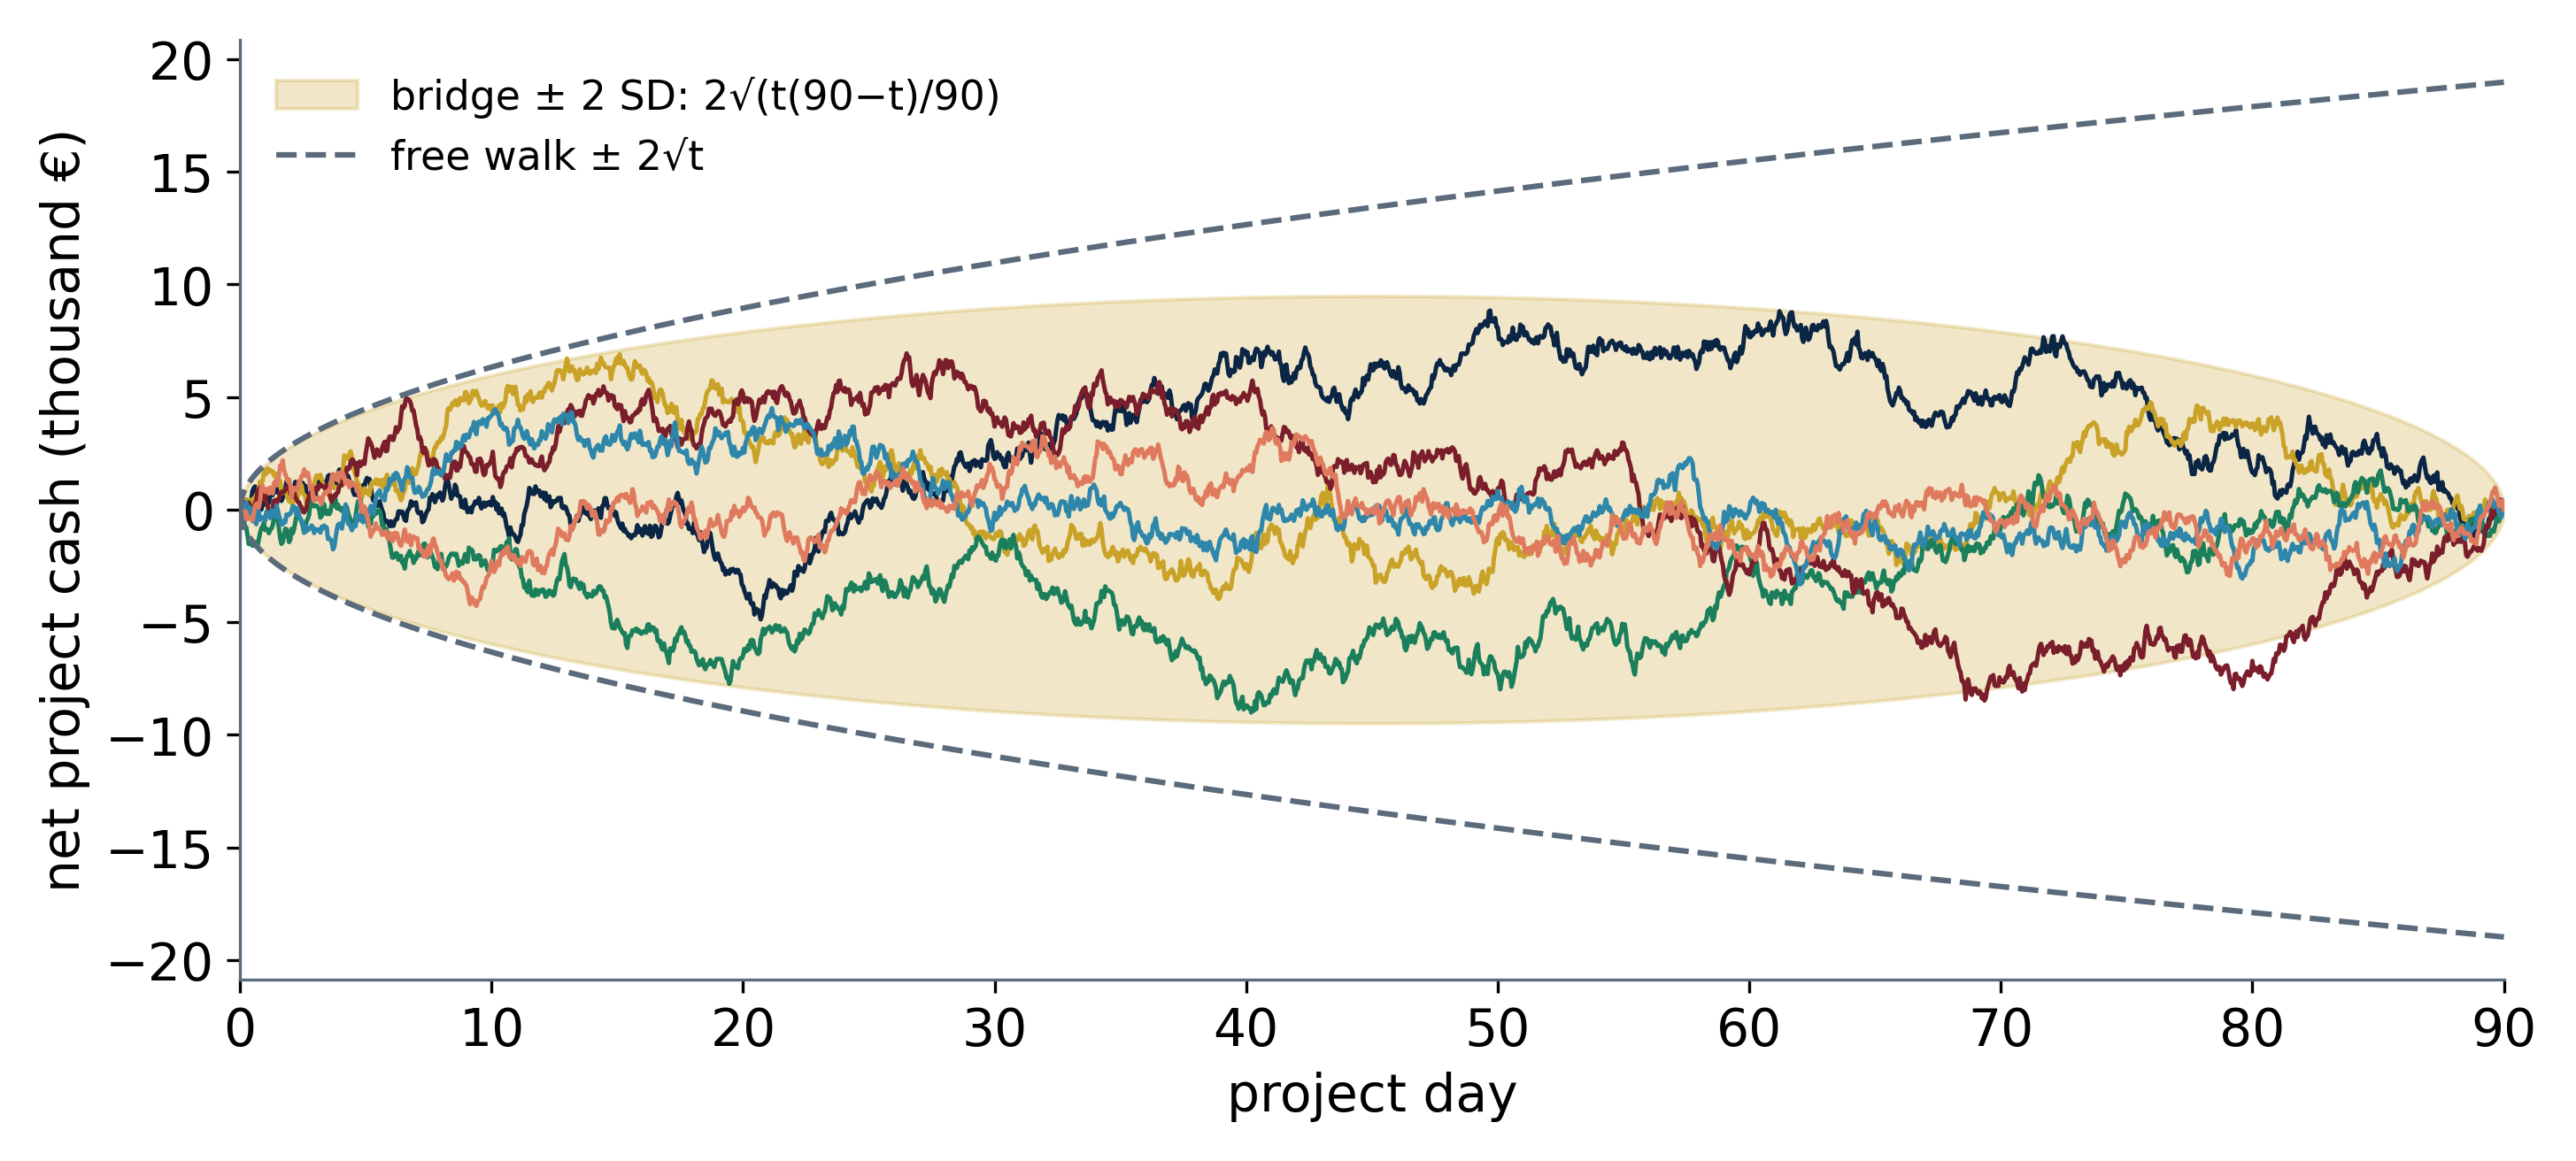 bridge ± 2 SD: 2√(t(90−t)/90)
free walk ± 2√t
net project cash (thousand €)
20
15
10
5
0
−5
−10
−15
−20
0 10 20 30 40 50 60 70 80 90
project day